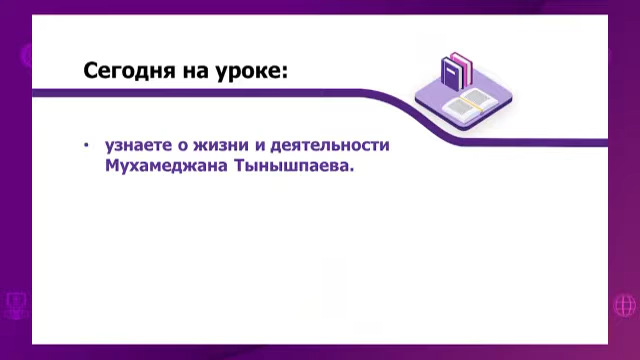 Сегодня на уроке:
• узнаете о жизни и деятельности
Мухамеджана Тынышпаева.